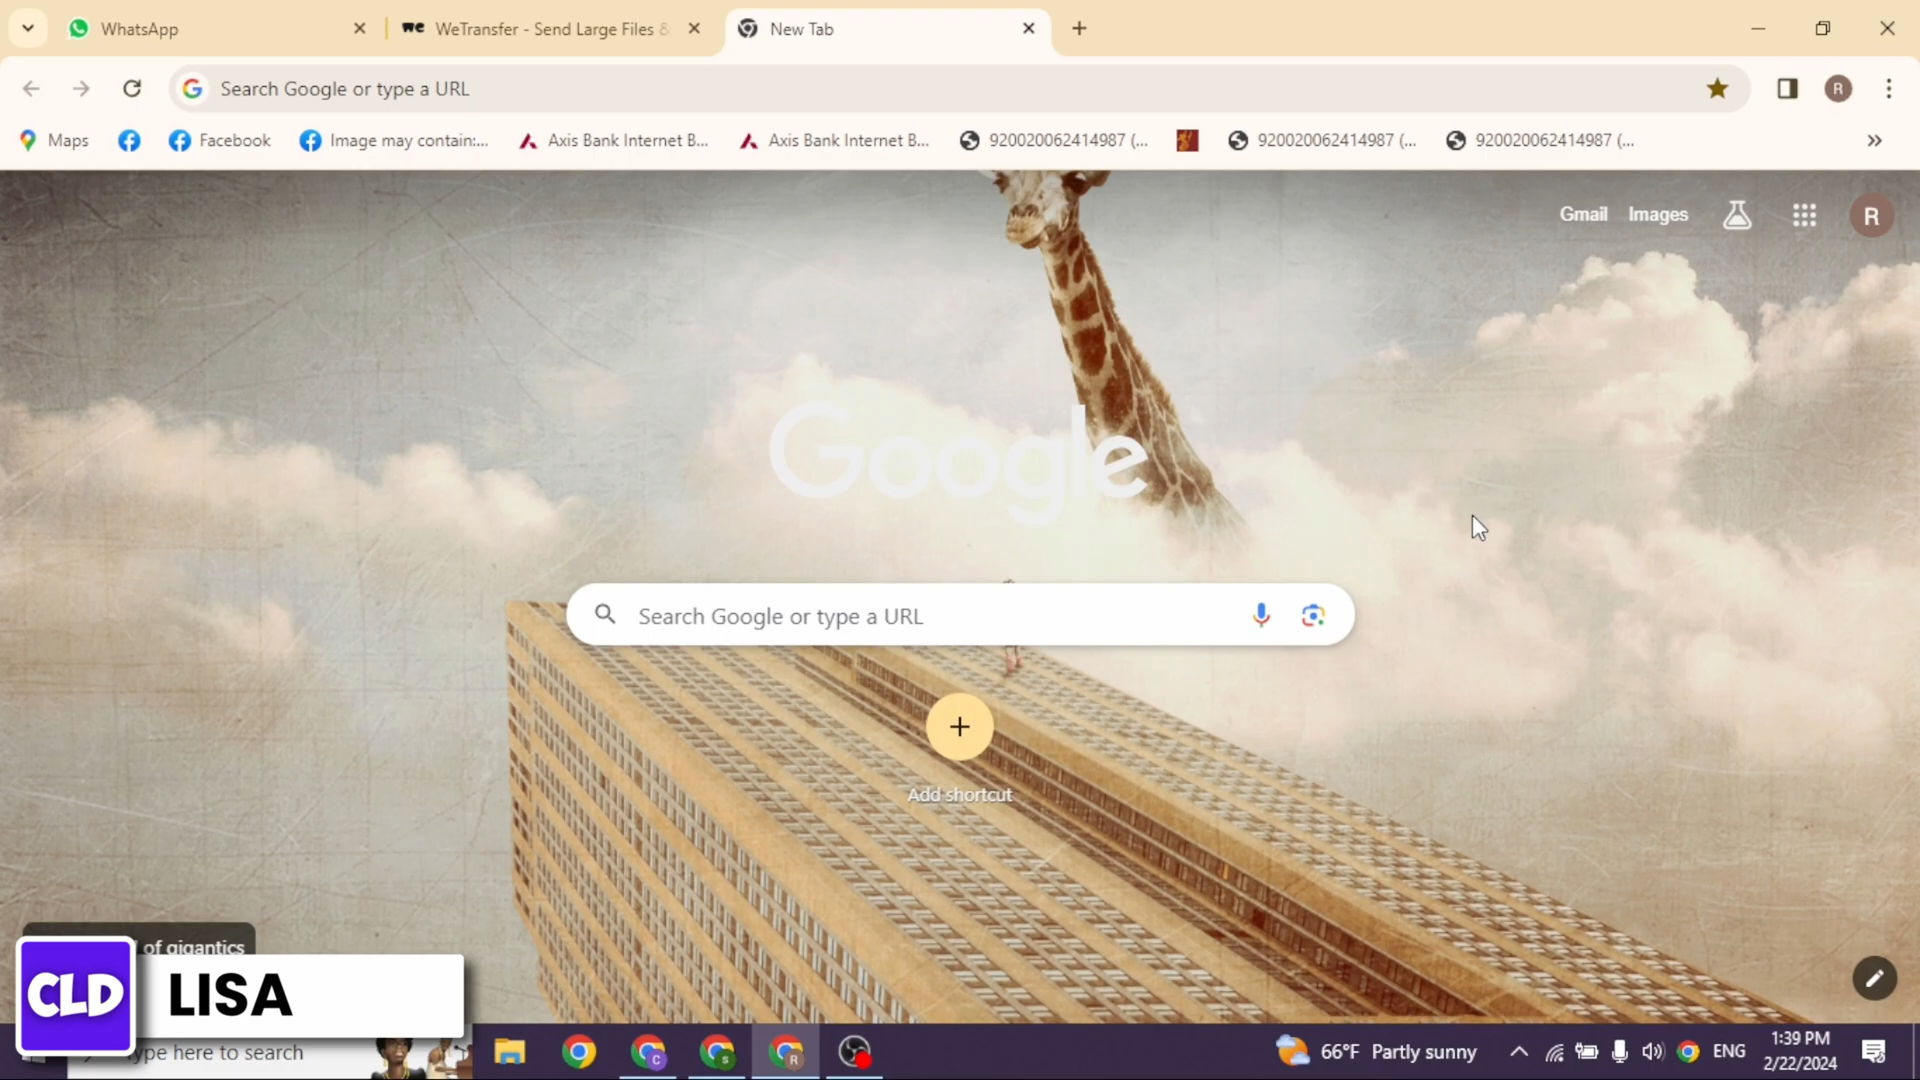 WhatsApp
WeTransfer - Send Large Files &
New Tab
Search Google or type a URL
R
Maps
Facebook
Image may contain:...
Axis Bank Internet B...
Axis Bank Internet B...
920020062414987 (...
920020062414987 (...
920020062414987 (...
Gmail
Images
R
Google
Search Google or type a URL
Add shortcut
of gigantics
CLD
LISA
Type here to search
C
S
R
66°F Partly sunny
ENG
1:39 PM
2/22/2024